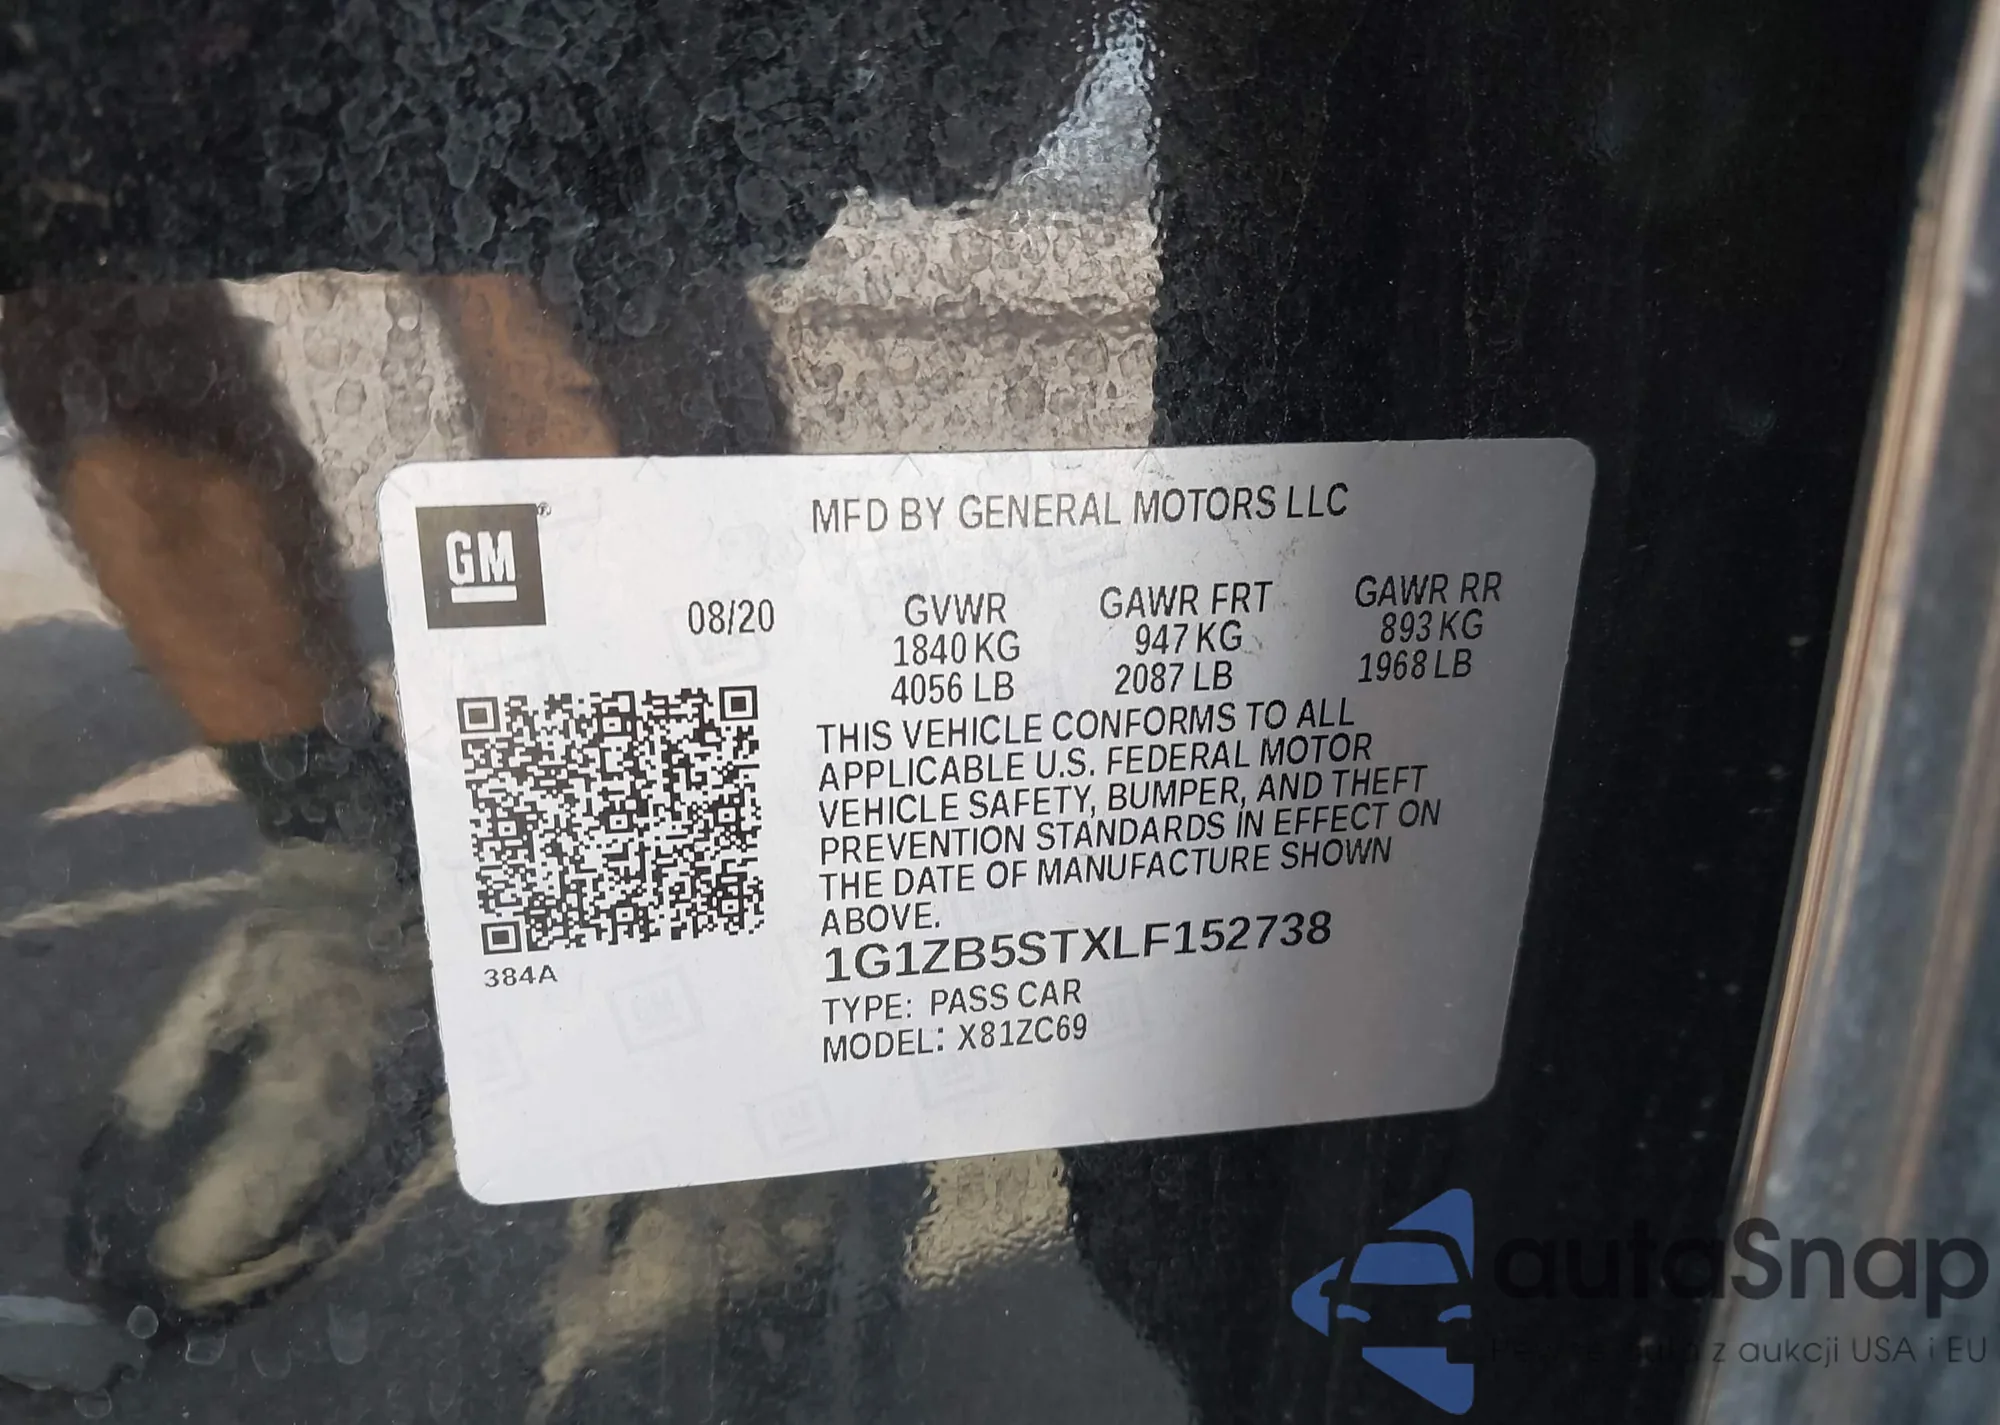 MFD BY GENERAL MOTORS LLC
GM
®
08/20
GVWR
1840 KG
4056 LB
GAWR FRT
947 KG
2087 LB
GAWR RR
893 KG
1968 LB
THIS VEHICLE CONFORMS TO ALL
APPLICABLE U.S. FEDERAL MOTOR
VEHICLE SAFETY, BUMPER, AND THEFT
PREVENTION STANDARDS IN EFFECT ON
THE DATE OF MANUFACTURE SHOWN
ABOVE.
1G1ZB5STXLF152738
384A
TYPE: PASS CAR
MODEL: X81ZC69
autaSnap
z aukcji USA i EU